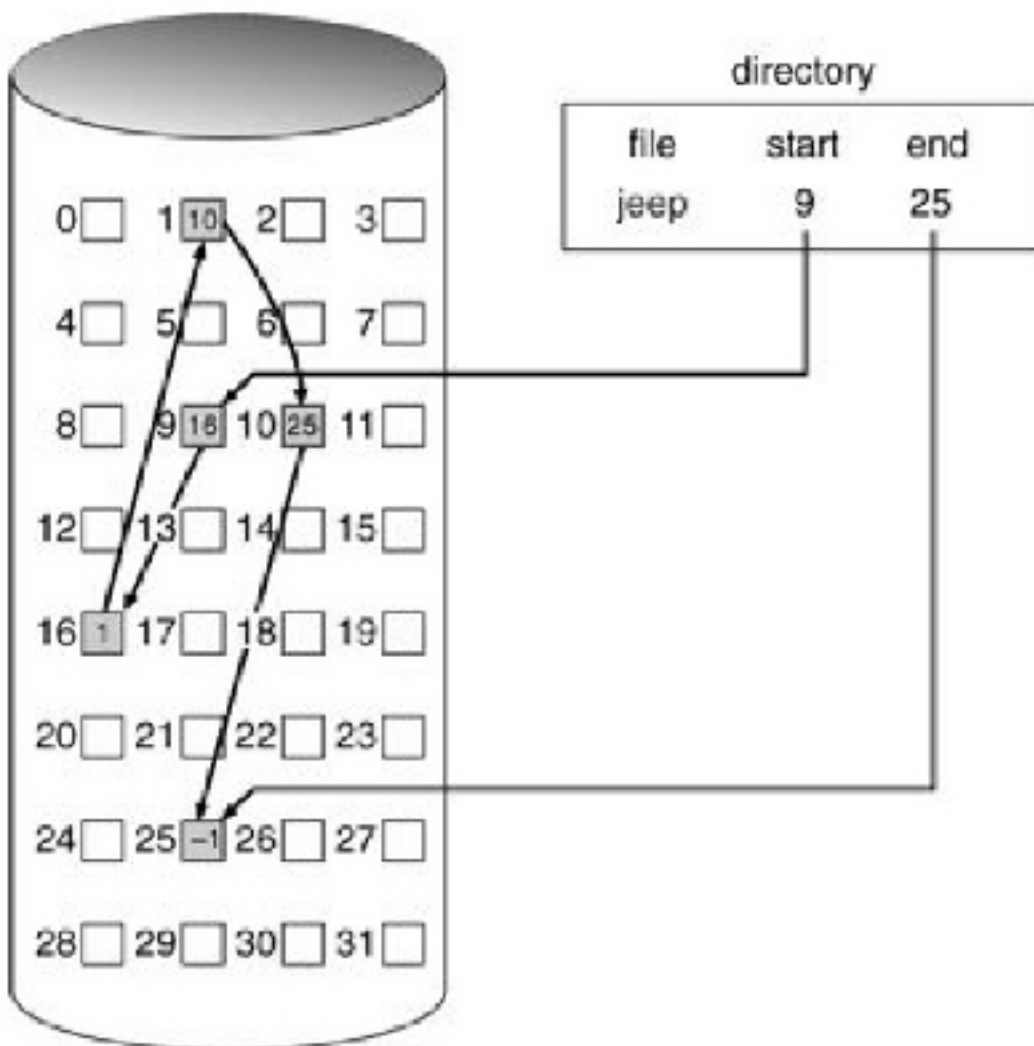 directory
file start end
jeep 9 25
0 1 10 2 3
4 5 6 7
8 9 16 10 25 11
12 13 14 15
16 1 17 18 19
20 21 22 23
24 25 -1 26 27
28 29 30 31